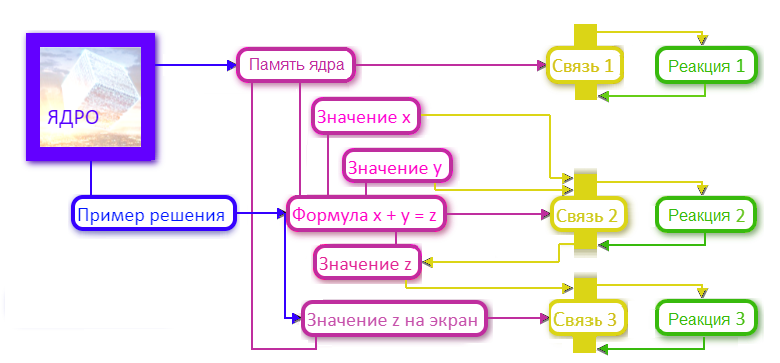 ЯДРО
Память ядра
Связь 1
Реакция 1
Значение x
Значение y
Пример решения
Формула x + y = z
Связь 2
Реакция 2
Значение z
Значение z на экран
Связь 3
Реакция 3